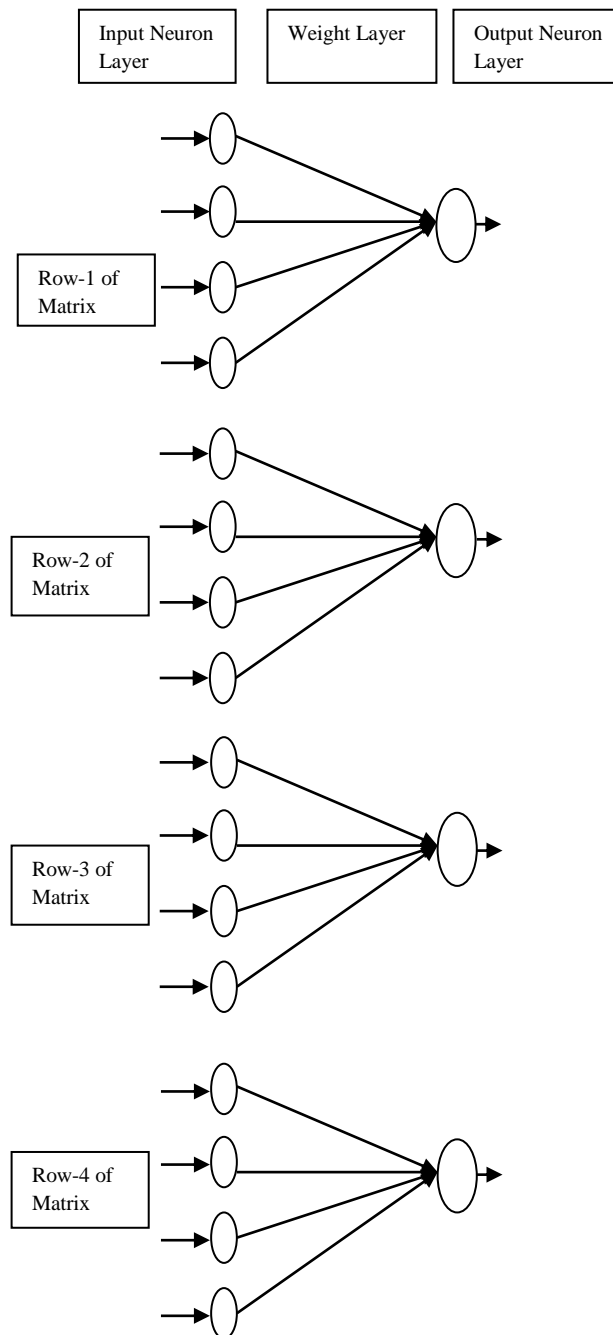 Input Neuron
Layer
Weight Layer
Output Neuron
Layer
Row-1 of
Matrix
Row-2 of
Matrix
Row-3 of
Matrix
Row-4 of
Matrix